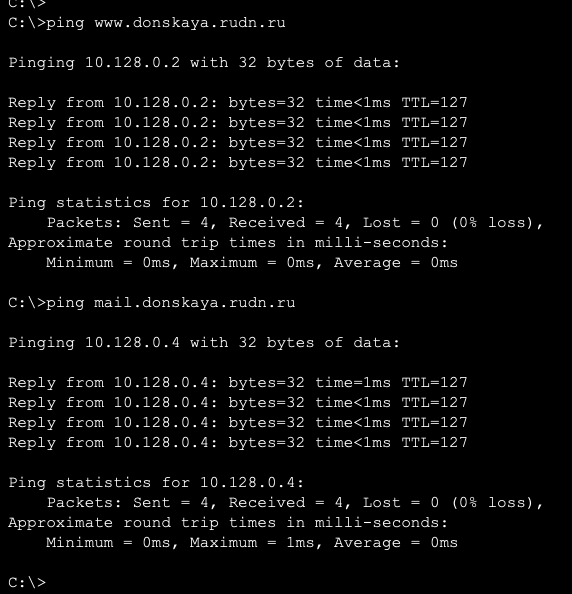 C:\>
C:\>ping www.donskaya.rudn.ru
Pinging 10.128.0.2 with 32 bytes of data:
Reply from 10.128.0.2: bytes=32 time<1ms TTL=127
Reply from 10.128.0.2: bytes=32 time<1ms TTL=127
Reply from 10.128.0.2: bytes=32 time<1ms TTL=127
Reply from 10.128.0.2: bytes=32 time<1ms TTL=127
Ping statistics for 10.128.0.2:
    Packets: Sent = 4, Received = 4, Lost = 0 (0% loss),
Approximate round trip times in milli-seconds:
    Minimum = 0ms, Maximum = 0ms, Average = 0ms
C:\>ping mail.donskaya.rudn.ru
Pinging 10.128.0.4 with 32 bytes of data:
Reply from 10.128.0.4: bytes=32 time=1ms TTL=127
Reply from 10.128.0.4: bytes=32 time<1ms TTL=127
Reply from 10.128.0.4: bytes=32 time<1ms TTL=127
Reply from 10.128.0.4: bytes=32 time<1ms TTL=127
Ping statistics for 10.128.0.4:
    Packets: Sent = 4, Received = 4, Lost = 0 (0% loss),
Approximate round trip times in milli-seconds:
    Minimum = 0ms, Maximum = 1ms, Average = 0ms
C:\>